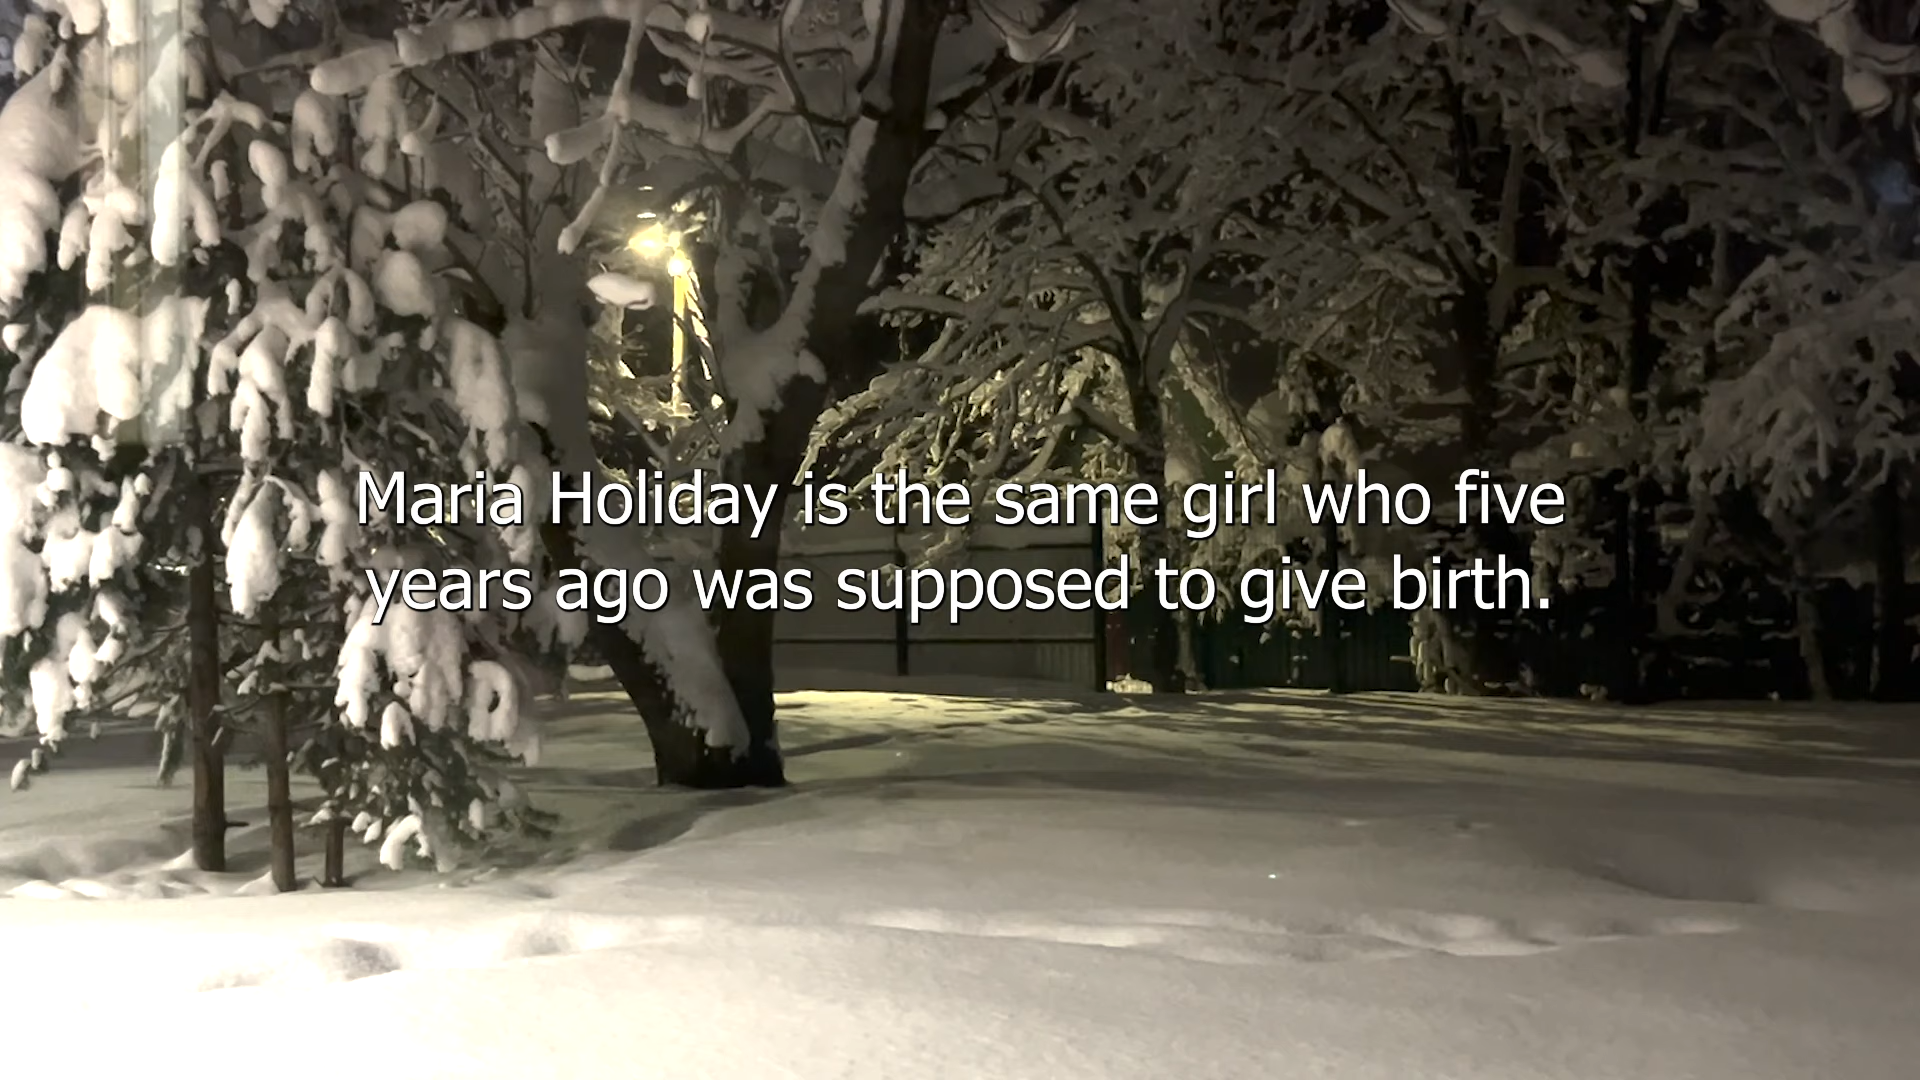 Maria Holiday is the same girl who five
years ago was supposed to give birth.